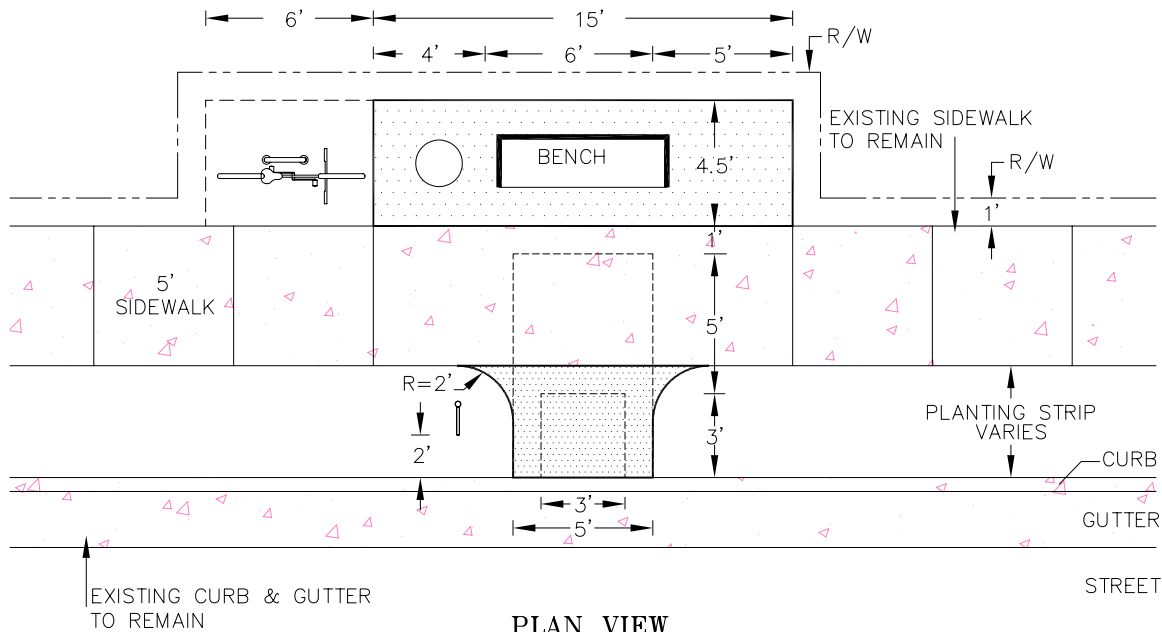 6' 15'
4' 6' 5' R/W
EXISTING SIDEWALK
TO REMAIN
BENCH 4.5' R/W
1'
1'
5'
SIDEWALK
5'
R=2'
PLANTING STRIP
VARIES
3'
2'
CURB
3'
5'
GUTTER
EXISTING CURB & GUTTER
TO REMAIN
STREET
PLAN VIEW